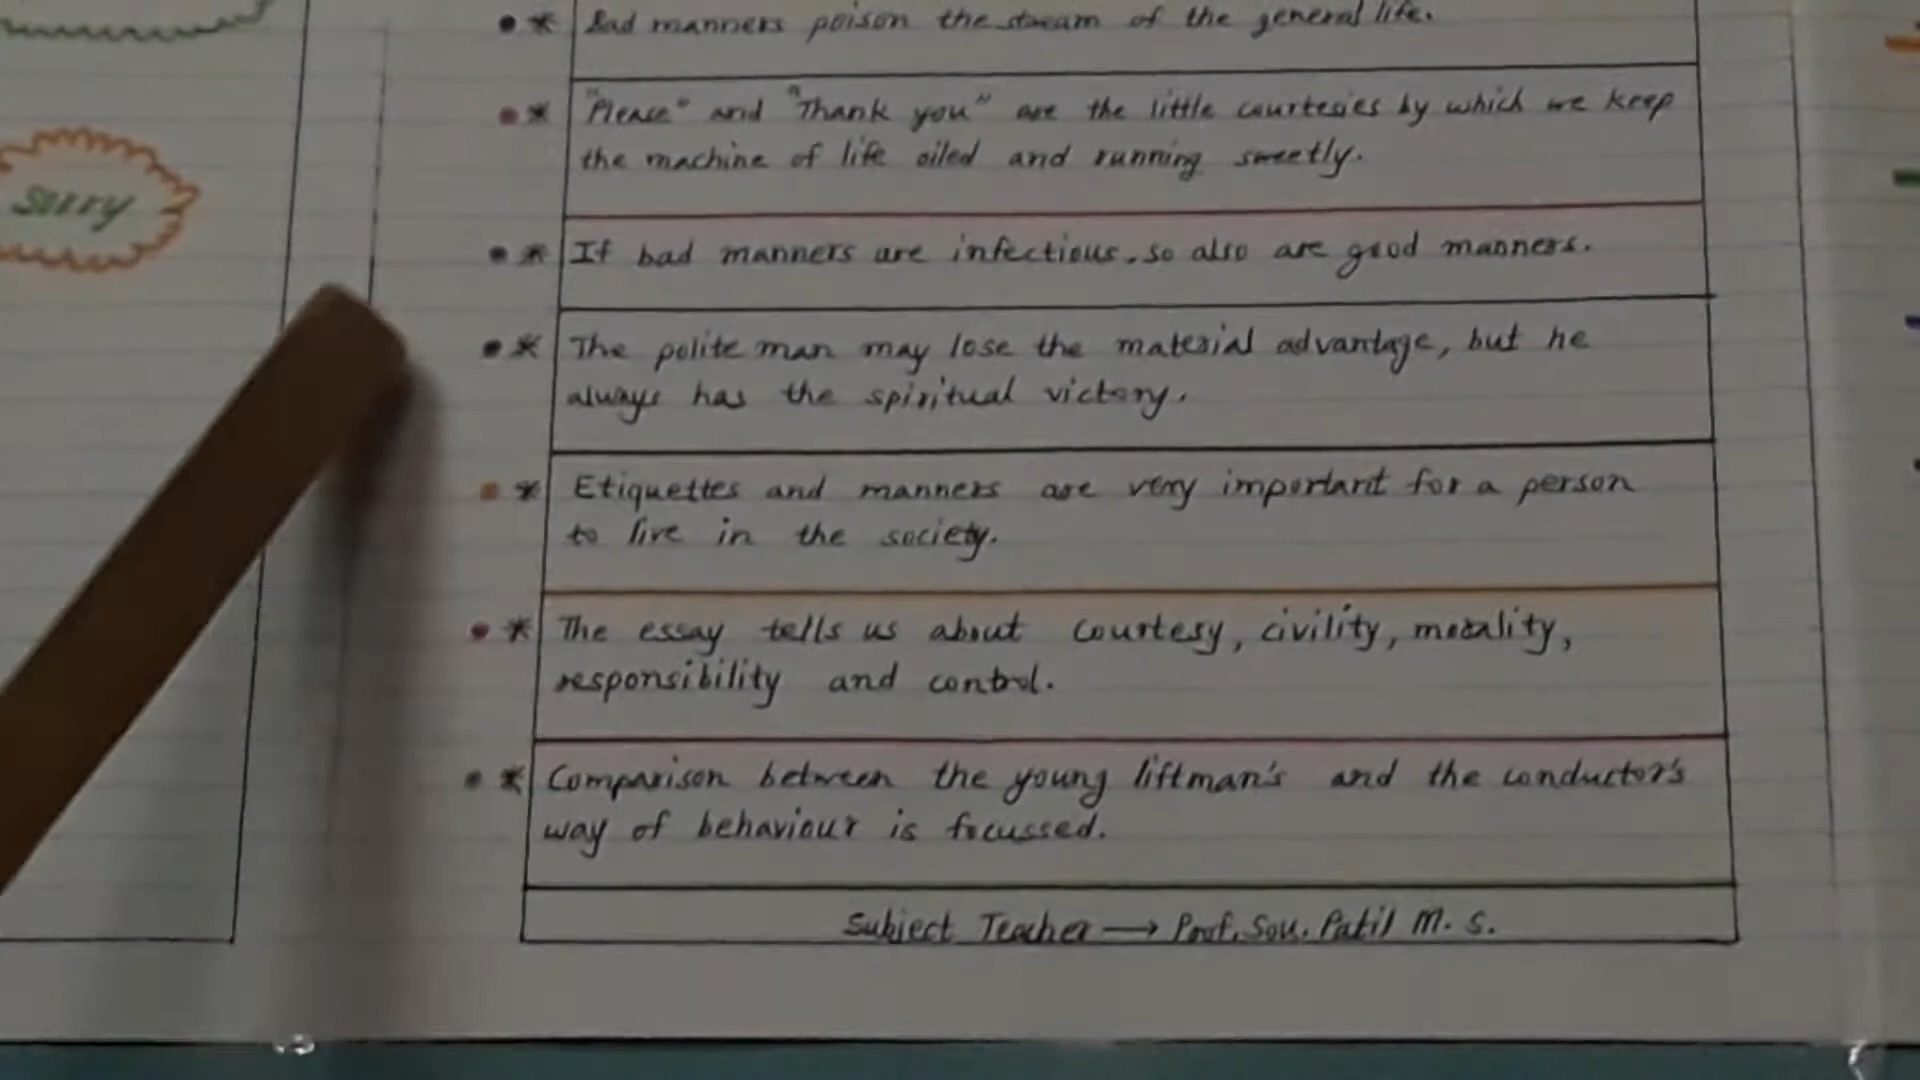 Bad manners poison the stream of the general life.
"Please" and "Thank you" are the little courtesies by which we keep
the machine of life oiled and running sweetly.
sorry
If bad manners are infectious, so also are good manners.
The polite man may lose the material advantage, but he
always has the spiritual victory.
Etiquettes and manners are very important for a person
to live in the society.
The essay tells us about courtesy, civility, morality,
responsibility and control.
Comparison between the young liftman's and the conductor's
way of behaviour is focussed.
Subject Teacher → Prof. Sou. Patil M. S.